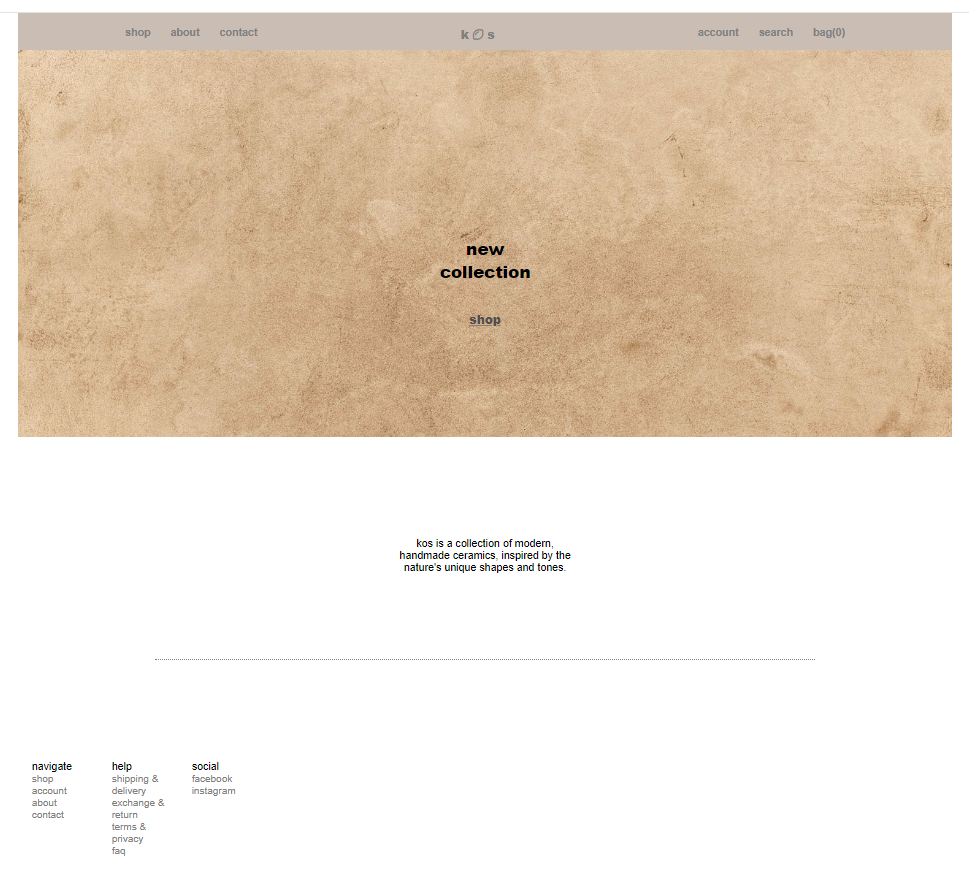 shop about contact k o s account search bag(0)
new
collection
shop
kos is a collection of modern,
handmade ceramics, inspired by the
nature's unique shapes and tones.
navigate
shop
account
about
contact
help
shipping &
delivery
exchange &
return
terms &
privacy
faq
social
facebook
instagram